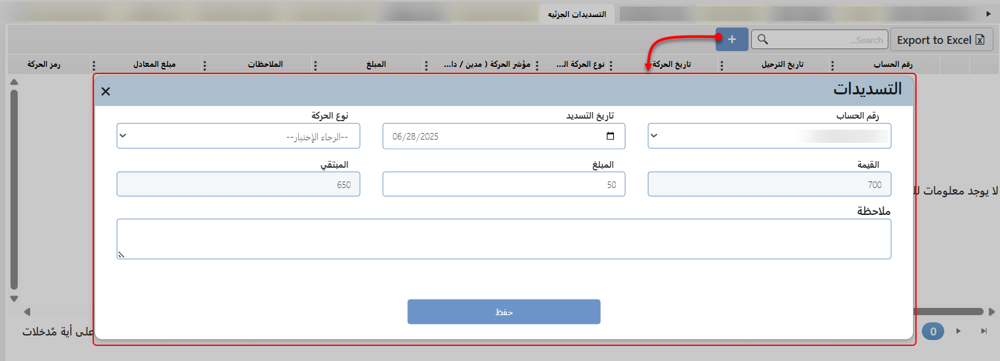 التسديدات الجزئيه
Export to Excel
Search...
+
رقم الحساب
تاريخ الترحيل
تاريخ الحركة
نوع الحركة الـ...
مؤشر الحركة ( مدين / دا...
المبلغ
الملاحظات
مبلغ المعادل
رمز الحركة
التسديدات
رقم الحساب
تاريخ التسديد
نوع الحركة
06/28/2025
--الرجاء الإختيار--
القيمة
المبلغ
المبتقي
700
50
650
لا يوجد معلومات
ملاحظة
حفظ
0
على أية مُدخلات